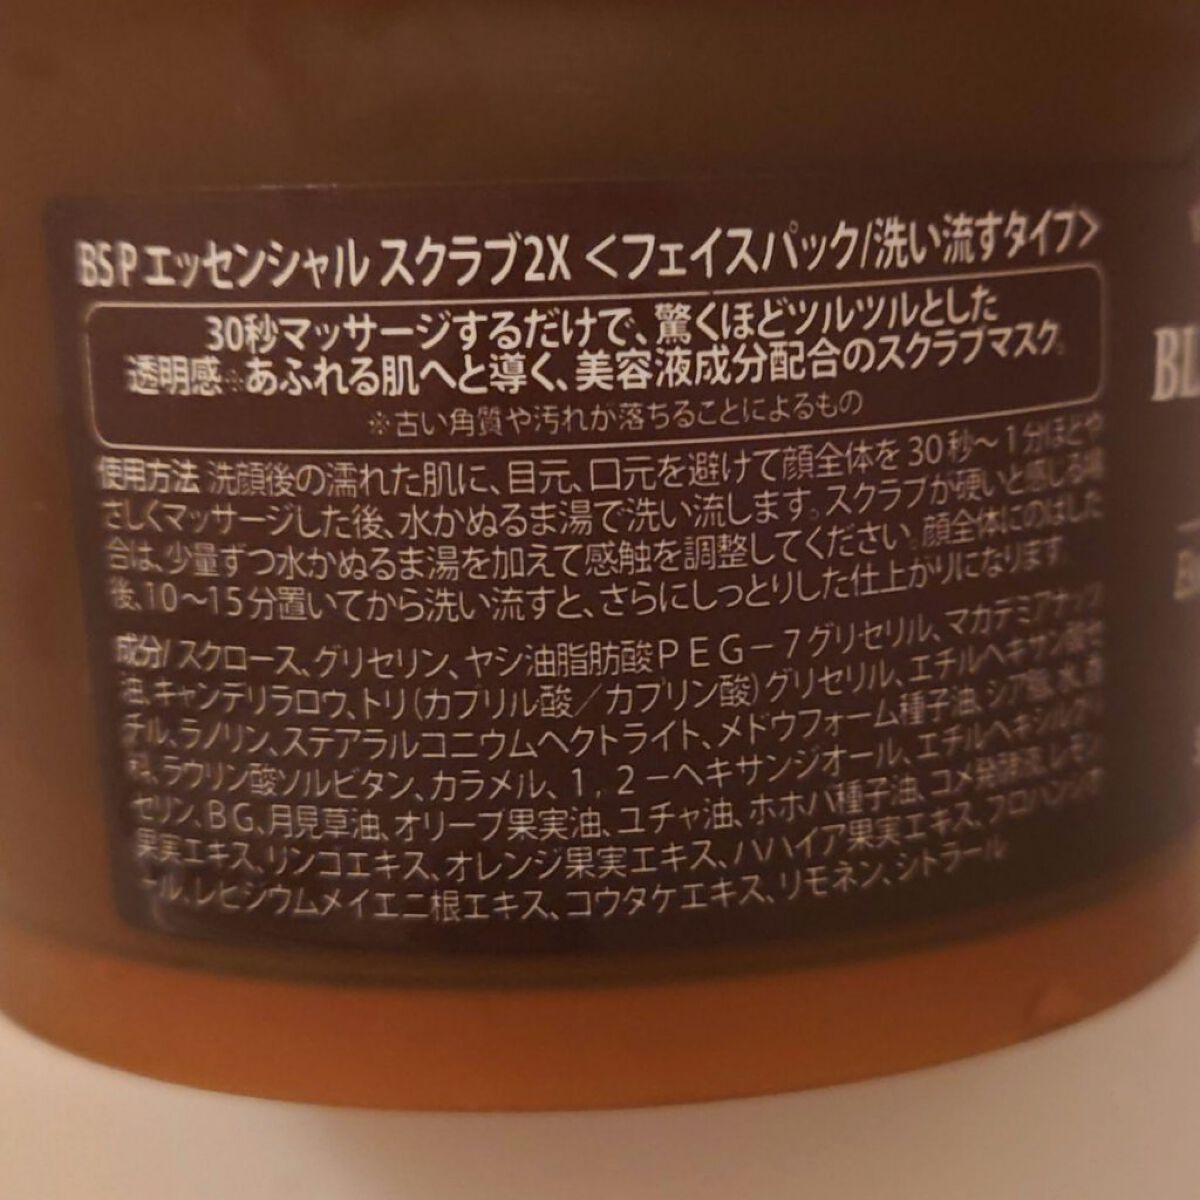 BS P エッセンシャル スクラブ2X ＜フェイスパック/洗い流すタイプ＞
30秒マッサージするだけで、驚くほどツルツルとした
透明感※あふれる肌へと導く、美容液成分配合のスクラブマスク。
※古い角質や汚れが落ちることによるもの
使用方法 洗顔後の濡れた肌に、目元、口元を避けて顔全体を30秒～1分ほどや
さしくマッサージした後、水かぬるま湯で洗い流します。スクラブが硬いと感じる場
合は、少量ずつ水かぬるま湯を加えて感触を調整してください。顔全体にのばした
後、10～15分置いてから洗い流すと、さらにしっとりした仕上がりになります。
成分/スクロース、グリセリン、ヤシ油脂肪酸ＰＥＧ－７グリセリル、マカデミアナッツ
油、キャンデリラロウ、トリ（カプリル酸／カプリン酸）グリセリル、エチルヘキサン酸セ
チル、ラノリン、ステアラルコニウムヘクトライト、メドウフォーム種子油、シア脂、水、香
料、ラウリン酸ソルビタン、カラメル、１，２－ヘキサンジオール、エチルヘキシルグリ
セリン、ＢＧ、月見草油、オリーブ果実油、ユチャ油、ホホバ種子油、コメ発酵液、レモン
果実エキス、リンゴエキス、オレンジ果実エキス、パパイア果実エキス、プロパンジオ
ール、レピジウムメイエニ根エキス、コウタケエキス、リモネン、シトラール
BL